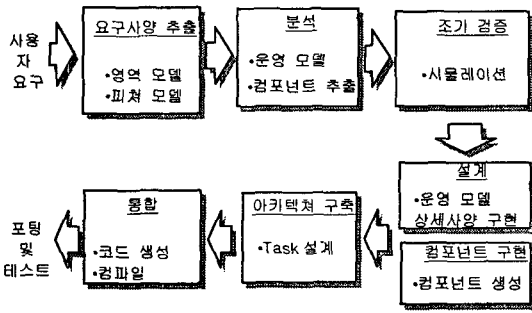 사용
자
요구
요구사양 추출
•영역 모델
•피쳐 모델
분석
•운영 모델
•컴포넌트 추출
조기 검증
•시뮬레이션
설계
•운영 모델
상세사양 구현
컴포넌트 구현
•컴포넌트 생성
아키텍쳐 구축
•Task 설계
통합
•코드 생성
•컴파일
포팅
및
테스트